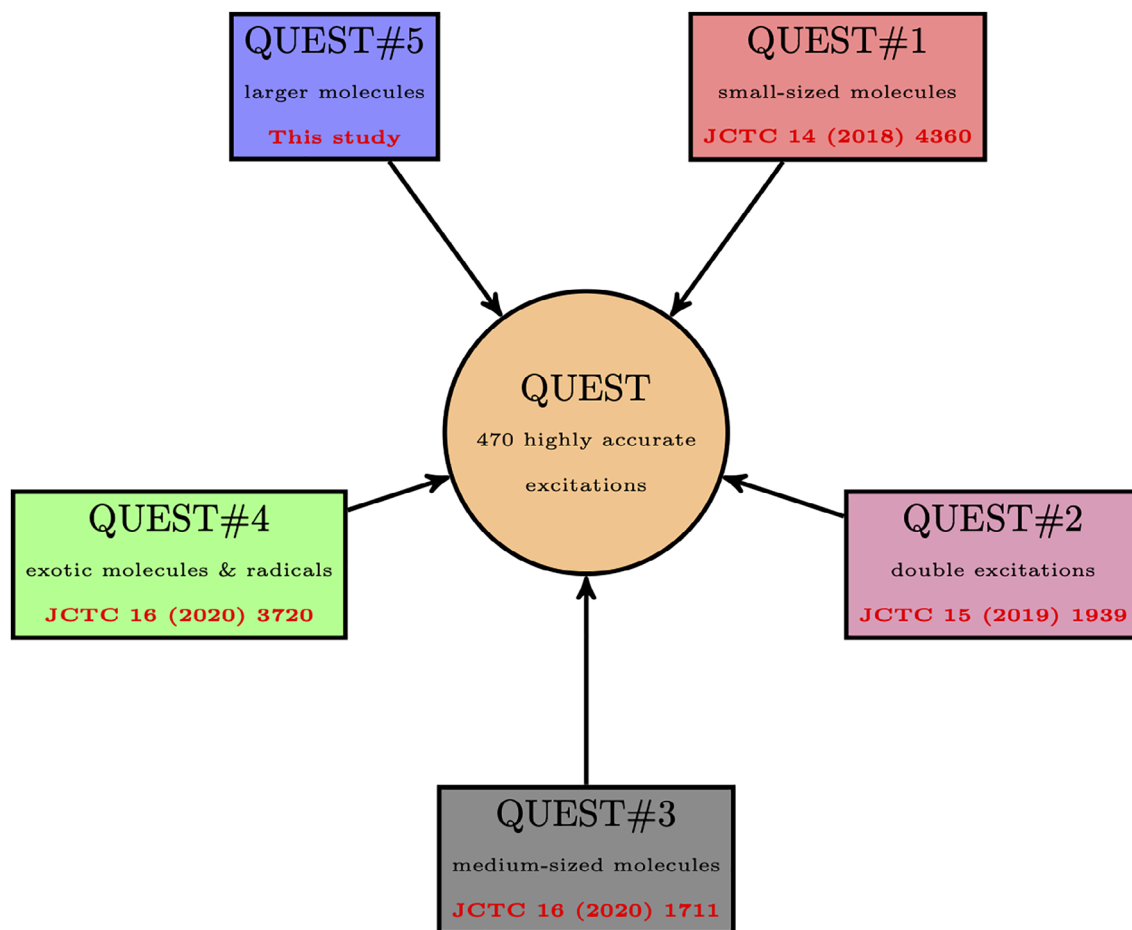 QUEST#5
larger molecules
This study
QUEST#1
small-sized molecules
JCTC 14 (2018) 4360
QUEST
470 highly accurate
excitations
QUEST#4
exotic molecules & radicals
JCTC 16 (2020) 3720
QUEST#2
double excitations
JCTC 15 (2019) 1939
QUEST#3
medium-sized molecules
JCTC 16 (2020) 1711